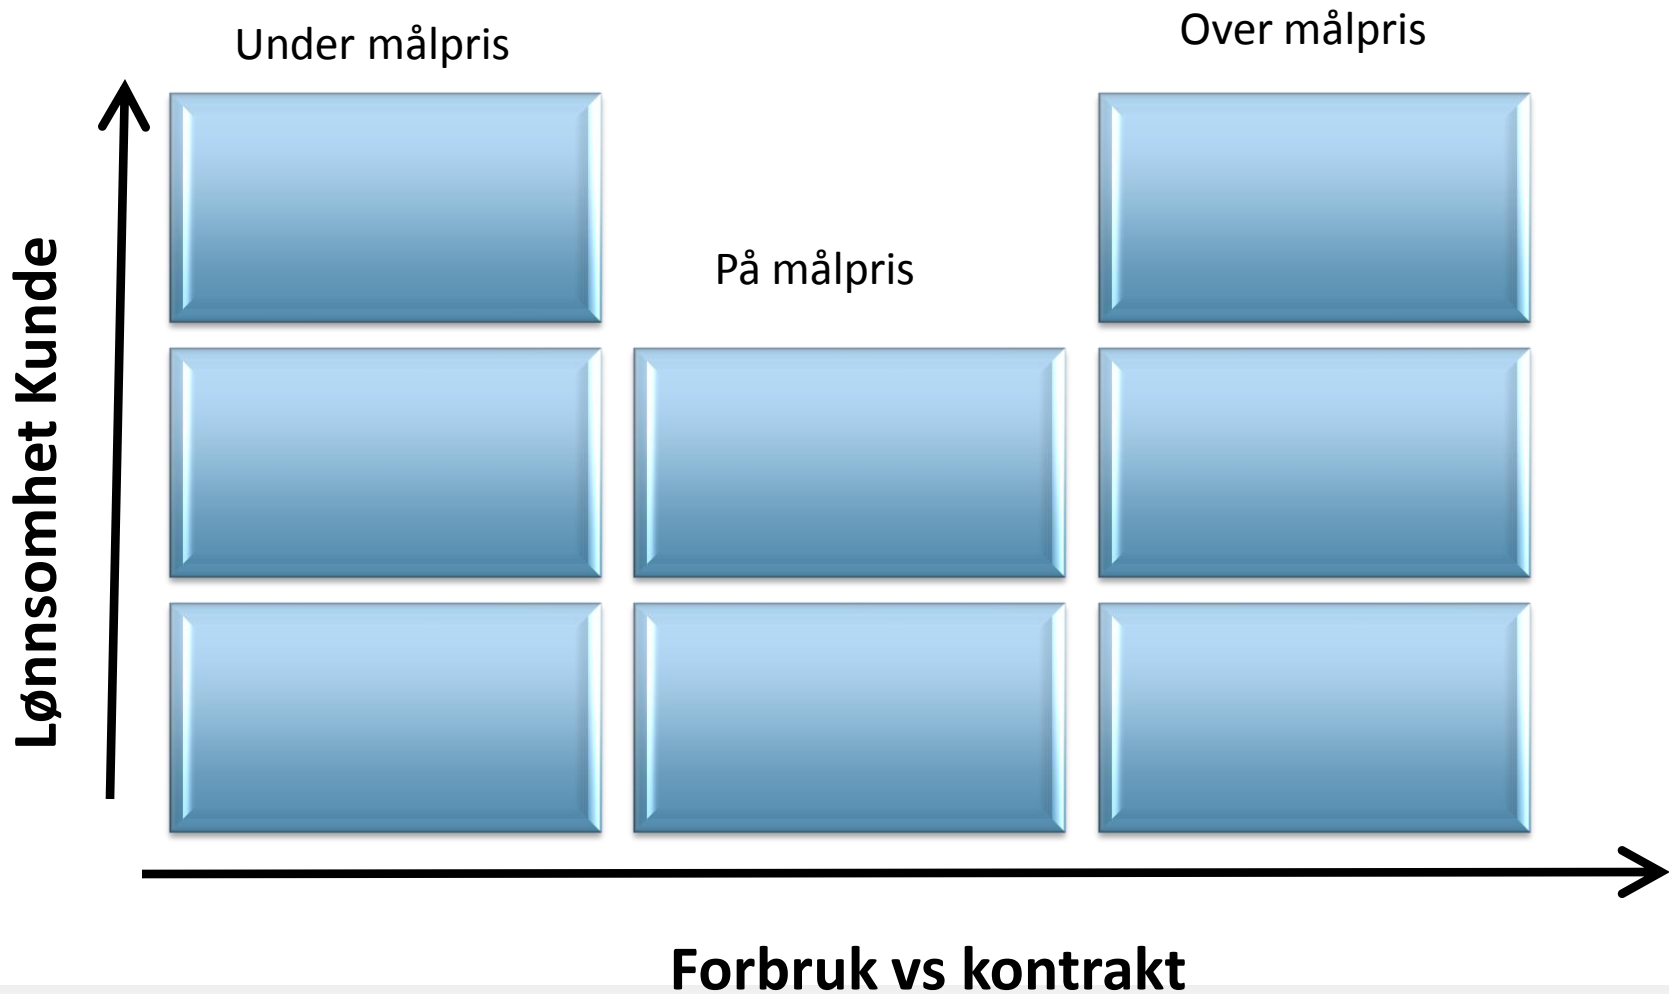 Under målpris
Over målpris
På målpris
Lønnsomhet Kunde
Forbruk vs kontrakt